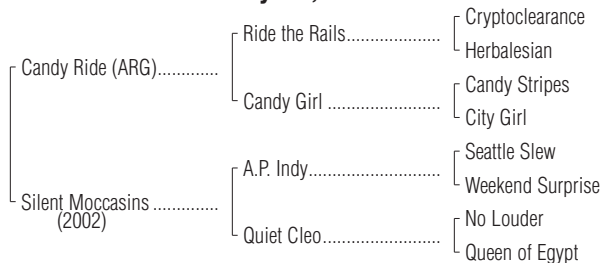 Cryptoclearance
Ride the Rails
Herbalesian
Candy Ride (ARG)
Candy Stripes
Candy Girl
City Girl
Seattle Slew
A.P. Indy
Weekend Surprise
Silent Moccasins
(2002)
No Louder
Quiet Cleo
Queen of Egypt